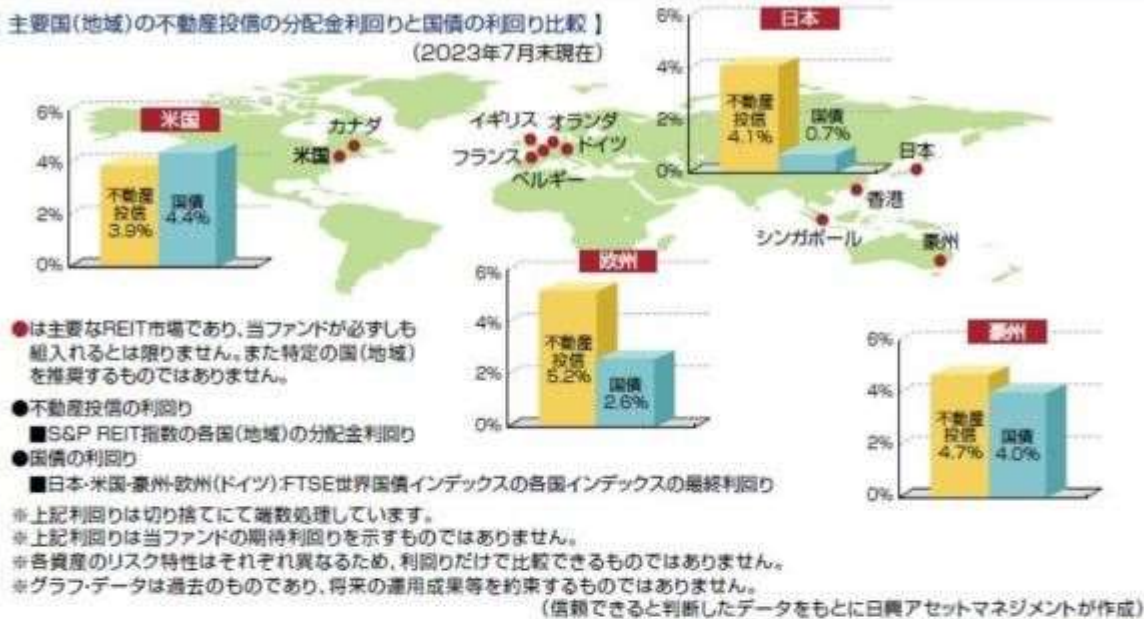 主要国(地域)の不動産投信の分配金利回りと国債の利回り比較 】
(2023年7月末現在)
日本
6%
4%
2%
0%
不動産
投信
4.1%
国債
0.7%
米国
6%
4%
2%
0%
不動産
投信
3.9%
国債
4.4%
カナダ
米国
イギリス
オランダ
フランス
ドイツ
ベルギー
日本
香港
シンガポール
豪州
欧州
6%
4%
2%
0%
不動産
投信
5.2%
国債
2.6%
豪州
6%
4%
2%
0%
不動産
投信
4.7%
国債
4.0%
●は主要なREIT市場であり、当ファンドが必ずしも
組入れるとは限りません。また特定の国(地域)
を推奨するものではありません。
●不動産投信の利回り
■S&P REIT指数の各国(地域)の分配金利回り
●国債の利回り
■日本・米国・豪州・欧州(ドイツ):FTSE世界国債インデックスの各国インデックスの最終利回り
※上記利回りは切り捨てにて端数処理しています。
※上記利回りは当ファンドの期待利回りを示すものではありません。
※各資産のリスク特性はそれぞれ異なるため、利回りだけで比較できるものではありません。
※グラフ・データは過去のものであり、将来の運用成果等を約束するものではありません。
(信頼できると判断したデータをもとに日興アセットマネジメントが作成)